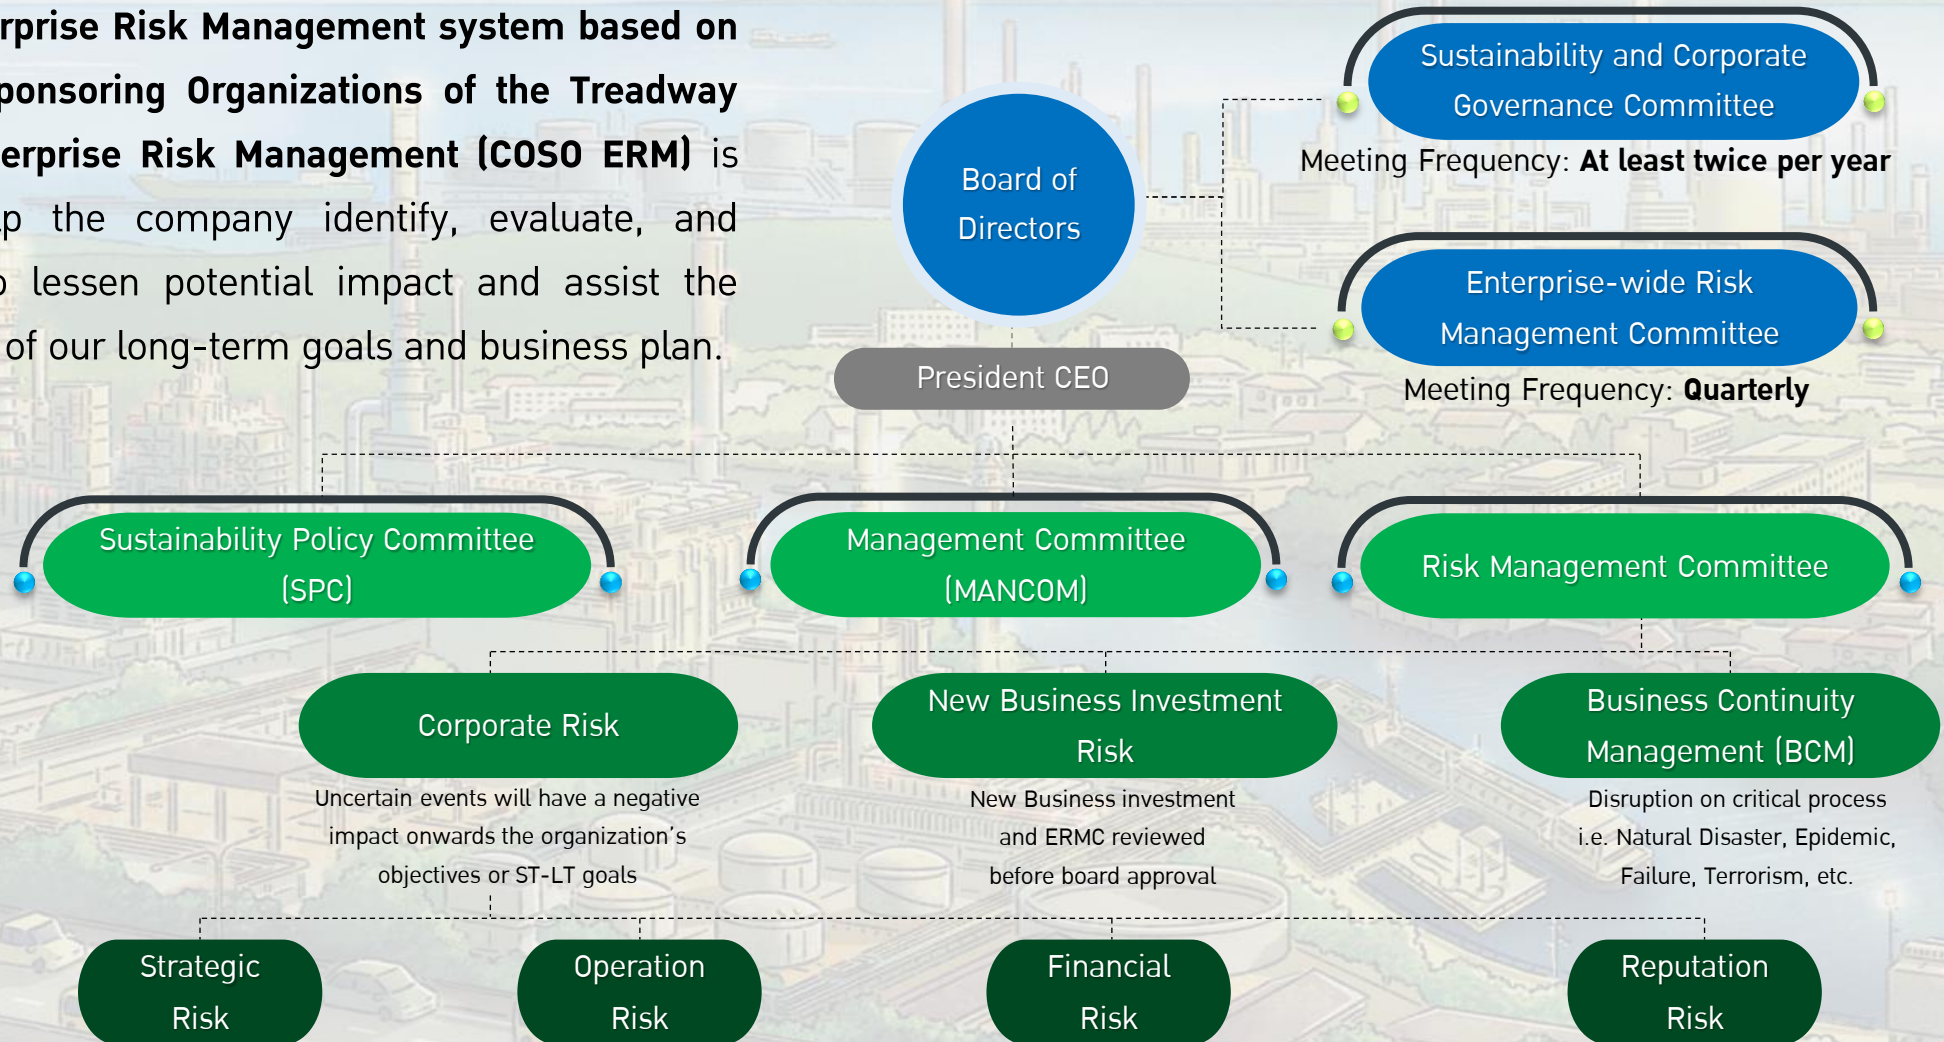 rprise Risk Management system based on
ponsoring Organizations of the Treadway
erprise Risk Management (COSO ERM) is
lp the company identify, evaluate, and
o lessen potential impact and assist the
of our long-term goals and business plan.
Board of
Directors
Sustainability and Corporate
Governance Committee
Meeting Frequency: At least twice per year
Enterprise-wide Risk
Management Committee
Meeting Frequency: Quarterly
President CEO
Sustainability Policy Committee
(SPC)
Management Committee
(MANCOM)
Risk Management Committee
Corporate Risk
Uncertain events will have a negative
impact onwards the organization’s
objectives or ST-LT goals
New Business Investment
Risk
New Business investment
and ERMC reviewed
before board approval
Business Continuity
Management (BCM)
Disruption on critical process
i.e. Natural Disaster, Epidemic,
Failure, Terrorism, etc.
Strategic
Risk
Operation
Risk
Financial
Risk
Reputation
Risk